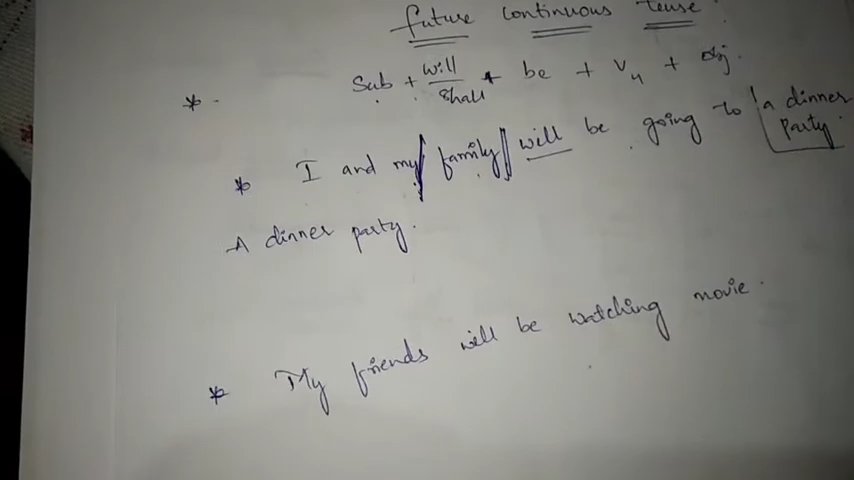 future continuous tense.
* . Sub + will/shall + be + V4 + Obj.
* I and my family will be going to a dinner party.
A dinner party.
* My friends will be watching movie.